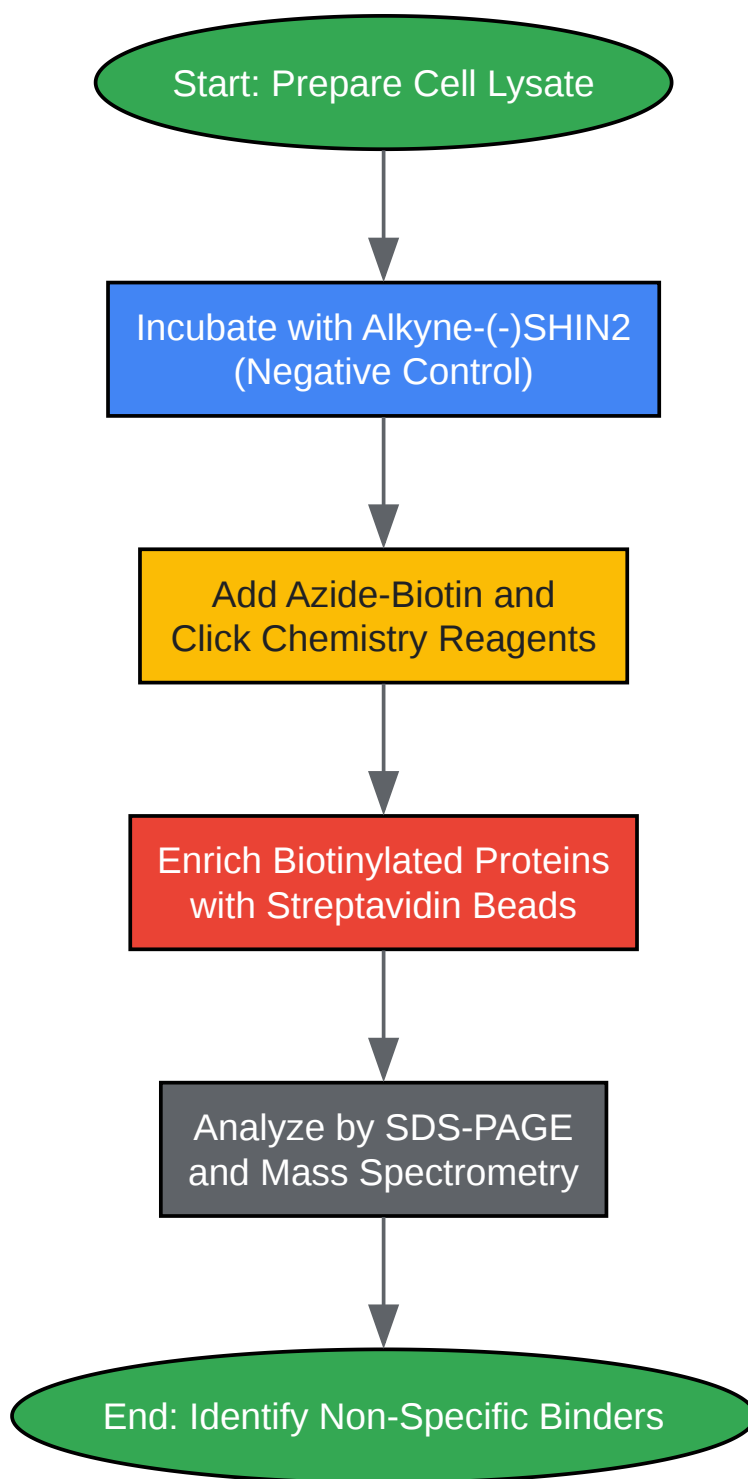 Start: Prepare Cell Lysate
Incubate with Alkyne-(-)SHIN2
(Negative Control)
Add Azide-Biotin and
Click Chemistry Reagents
Enrich Biotinylated Proteins
with Streptavidin Beads
Analyze by SDS-PAGE
and Mass Spectrometry
End: Identify Non-Specific Binders